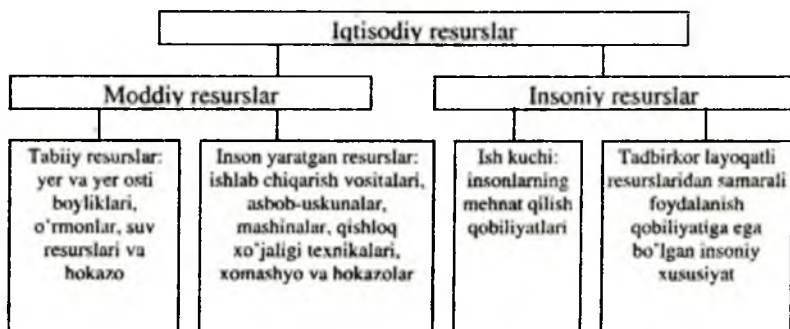 Iqtisodiy resurslar
Moddiy resurslar
Insoniy resurslar
Tabiiy resurslar:
yer va yer osti
boyliklari,
o‘rmonlar, suv
resurslari va
hokazo
Inson yaratgan resurslar:
ishlab chiqarish vositalari,
asbob-uskunalar,
mashinalar, qishloq
xo‘jaligi texnikalari,
xomashyo va hokazolar
Ish kuchi:
insonlarning
mehnat qilish
qobiliyatlari
Tadbirkor layoqatli
resurslaridan samarali
foydalanish
qobiliyatiga ega
bo‘lgan insoniy
xususiyat